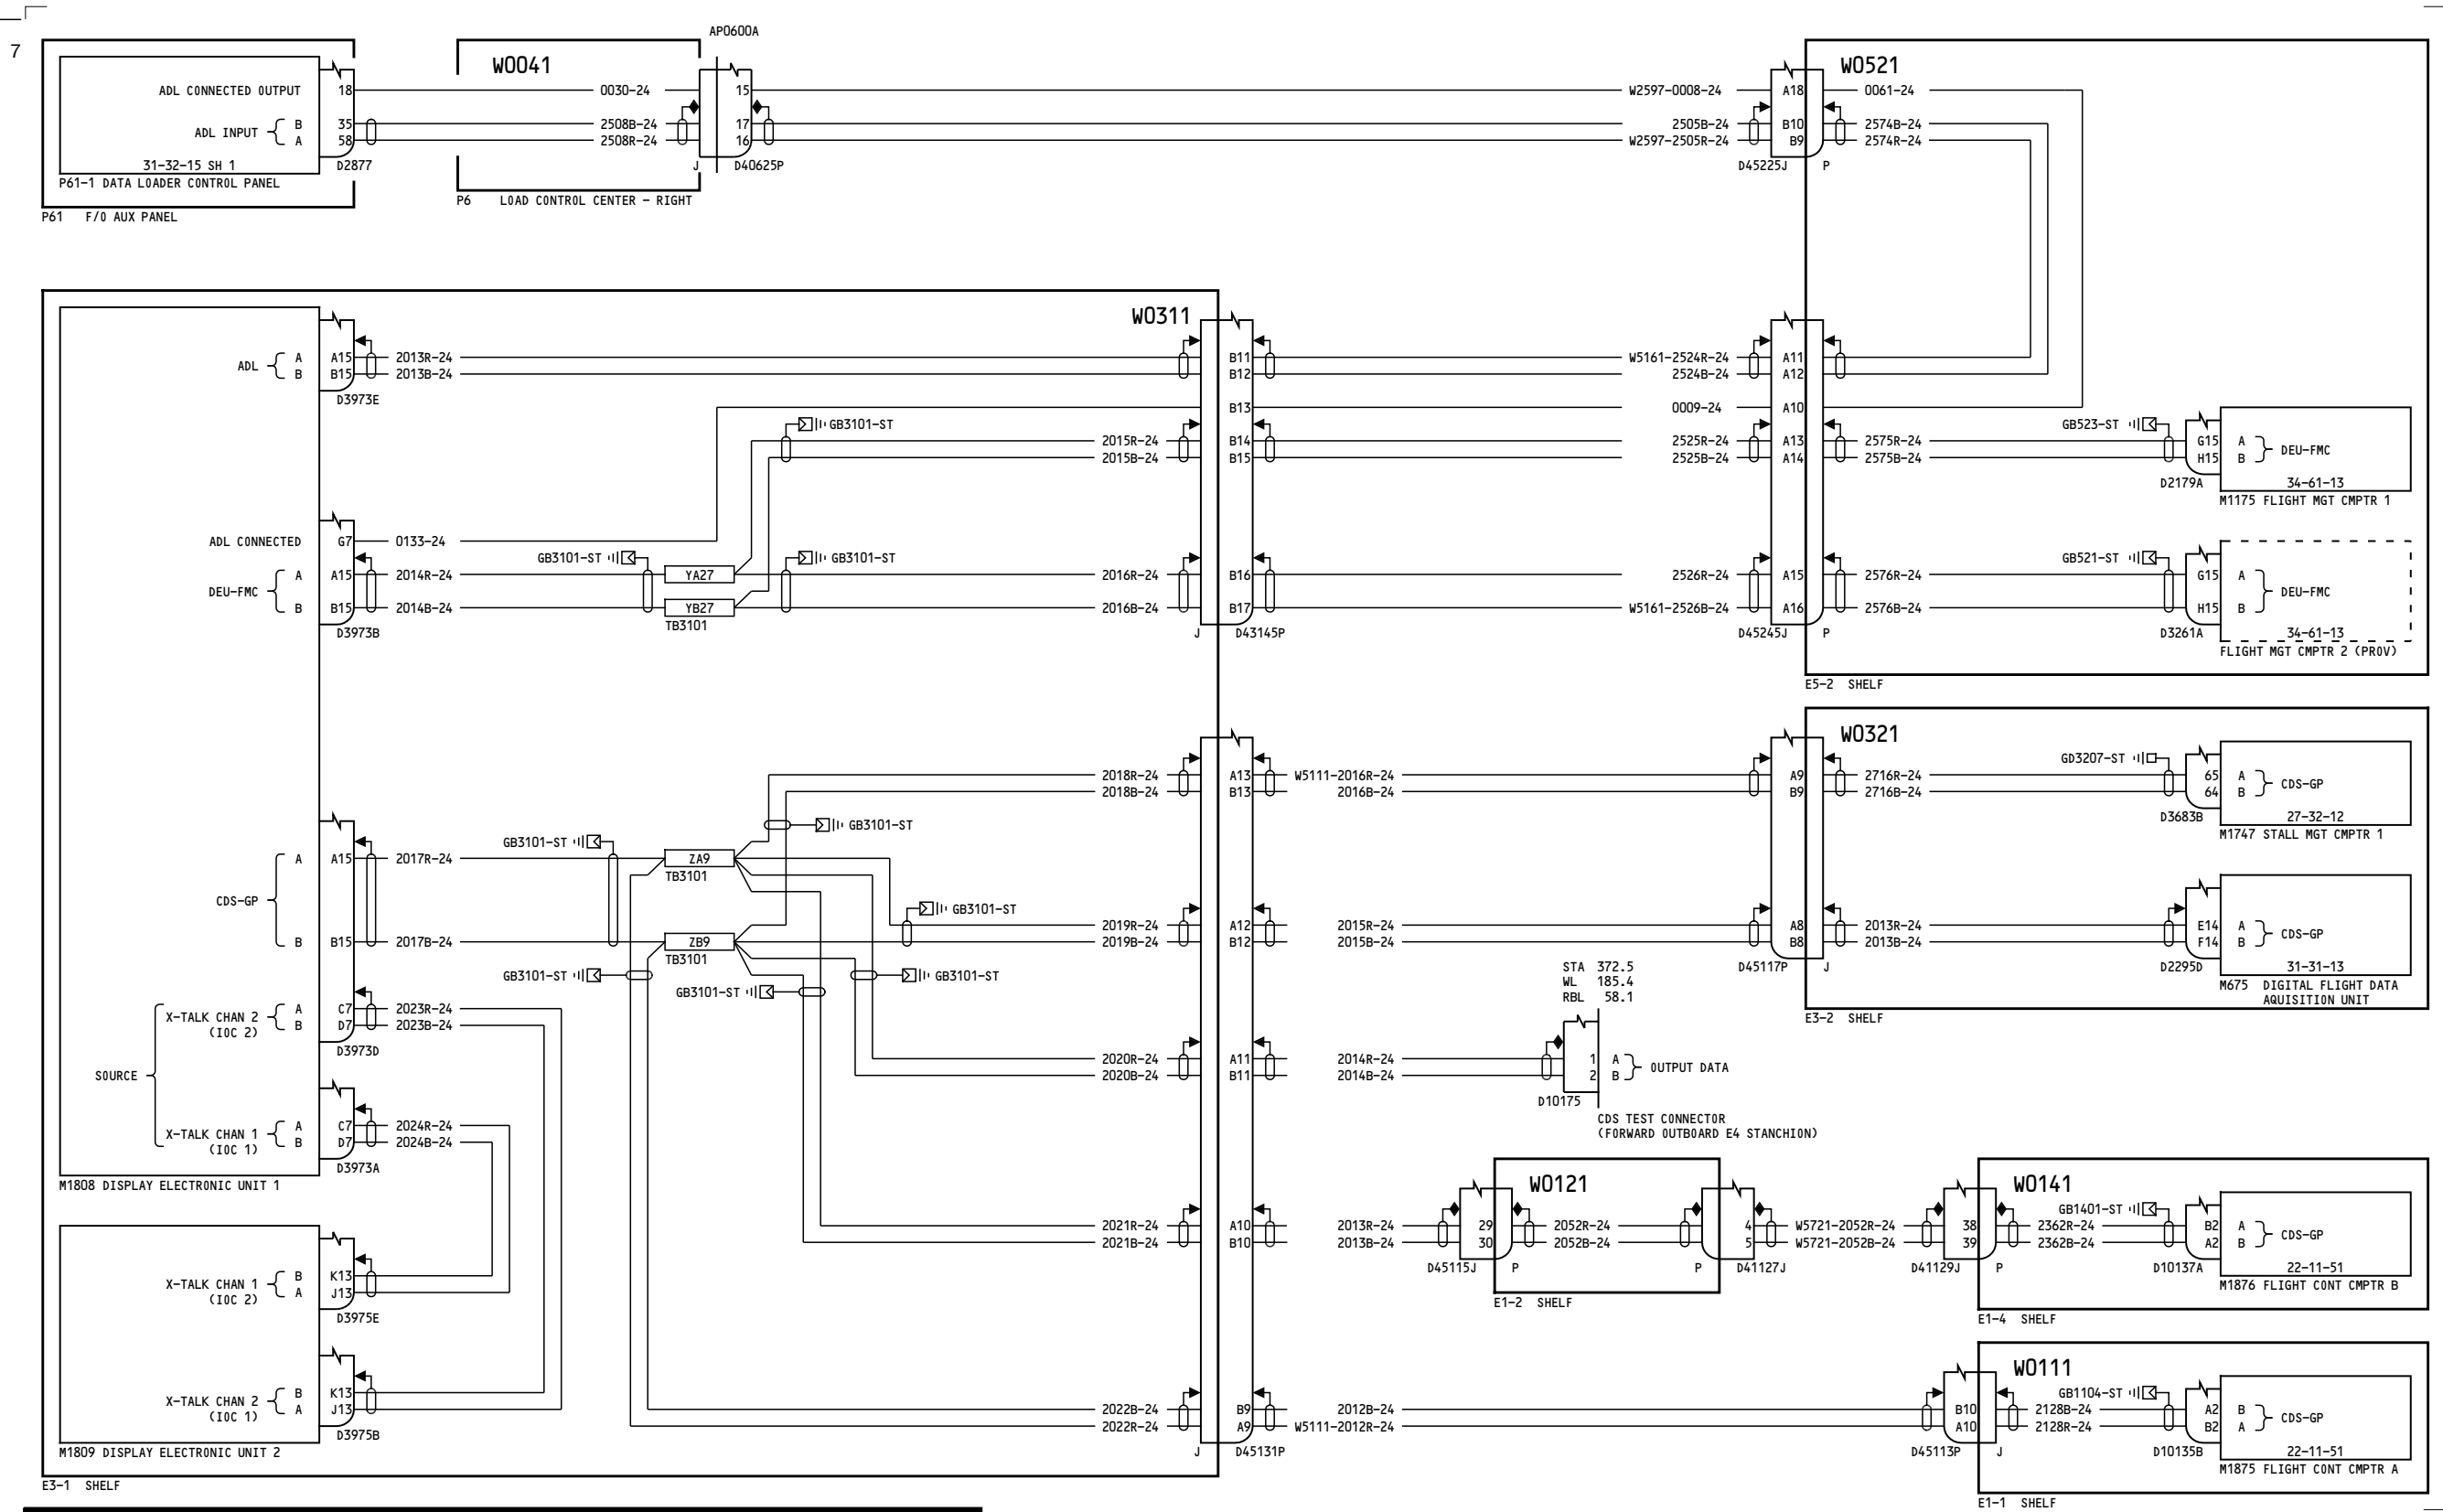 7
AP0600A
W0041
W0521
ADL CONNECTED OUTPUT
18
0030-24
15
W2597-0008-24
A18
0061-24
ADL INPUT
B
35
2508B-24
17
2505B-24
B10
2574B-24
A
58
2508R-24
16
W2597-2505R-24
B9
2574R-24
31-32-15 SH 1
D2877
J
D40625P
D45225J
P
P61-1 DATA LOADER CONTROL PANEL
P6 LOAD CONTROL CENTER - RIGHT
P61 F/O AUX PANEL
W0311
ADL
A
A15
2013R-24
B11
W5161-2524R-24
A11
B
B15
2013B-24
B12
2524B-24
A12
D3973E
B13
0009-24
A10
GB3101-ST
GB523-ST
2015R-24
B14
2525R-24
A13
2575R-24
G15
A
2015B-24
B15
2525B-24
A14
2575B-24
H15
B
DEU-FMC
D2179A
34-61-13
M1175 FLIGHT MGT CMPTR 1
ADL CONNECTED
G7
0133-24
GB3101-ST
GB3101-ST
GB521-ST
DEU-FMC
A
A15
2014R-24
YA27
2016R-24
B16
2526R-24
A15
2576R-24
G15
A
DEU-FMC
B
B15
2014B-24
YB27
2016B-24
B17
W5161-2526B-24
A16
2576B-24
H15
B
D3973B
TB3101
J
D43145P
D45245J
P
D3261A
34-61-13
FLIGHT MGT CMPTR 2 (PROV)
E5-2 SHELF
W0321
GD3207-ST
2018R-24
A13
W5111-2016R-24
A9
2716R-24
65
A
2018B-24
B13
2016B-24
B9
2716B-24
64
B
CDS-GP
GB3101-ST
D3683B
27-32-12
M1747 STALL MGT CMPTR 1
GB3101-ST
CDS-GP
A
A15
2017R-24
ZA9
TB3101
GB3101-ST
2019R-24
A12
2015R-24
A8
2013R-24
E14
A
B
B15
2017B-24
ZB9
2019B-24
B12
2015B-24
B8
2013B-24
F14
B
CDS-GP
TB3101
D45117P
J
D2295D
31-31-13
GB3101-ST
GB3101-ST
GB3101-ST
STA 372.5
WL 185.4
RBL 58.1
M675 DIGITAL FLIGHT DATA
AQUISITION UNIT
E3-2 SHELF
SOURCE
X-TALK CHAN 2
(IOC 2)
A
C7
2023R-24
B
D7
2023B-24
D3973D
2020R-24
A11
2014R-24
1
A
2020B-24
B11
2014B-24
2
B
OUTPUT DATA
D10175
CDS TEST CONNECTOR
(FORWARD OUTBOARD E4 STANCHION)
X-TALK CHAN 1
(IOC 1)
A
C7
2024R-24
B
D7
2024B-24
D3973A
M1808 DISPLAY ELECTRONIC UNIT 1
W0121
W0141
GB1401-ST
2021R-24
A10
2013R-24
29
2052R-24
4
W5721-2052R-24
38
2362R-24
B2
A
2021B-24
B10
2013B-24
30
2052B-24
5
W5721-2052B-24
39
2362B-24
A2
B
CDS-GP
D45115J
P
P
D41127J
D41129J
P
D10137A
22-11-51
M1876 FLIGHT CONT CMPTR B
E1-2 SHELF
E1-4 SHELF
X-TALK CHAN 1
(IOC 2)
B
K13
A
J13
D3975E
W0111
GB1104-ST
X-TALK CHAN 2
(IOC 1)
B
K13
A
J13
D3975B
2022B-24
B9
2012B-24
B10
2128B-24
A2
B
2022R-24
A9
W5111-2012R-24
A10
2128R-24
B2
A
CDS-GP
M1809 DISPLAY ELECTRONIC UNIT 2
J
D45131P
D45113P
J
D10135B
22-11-51
M1875 FLIGHT CONT CMPTR A
E3-1 SHELF
E1-1 SHELF